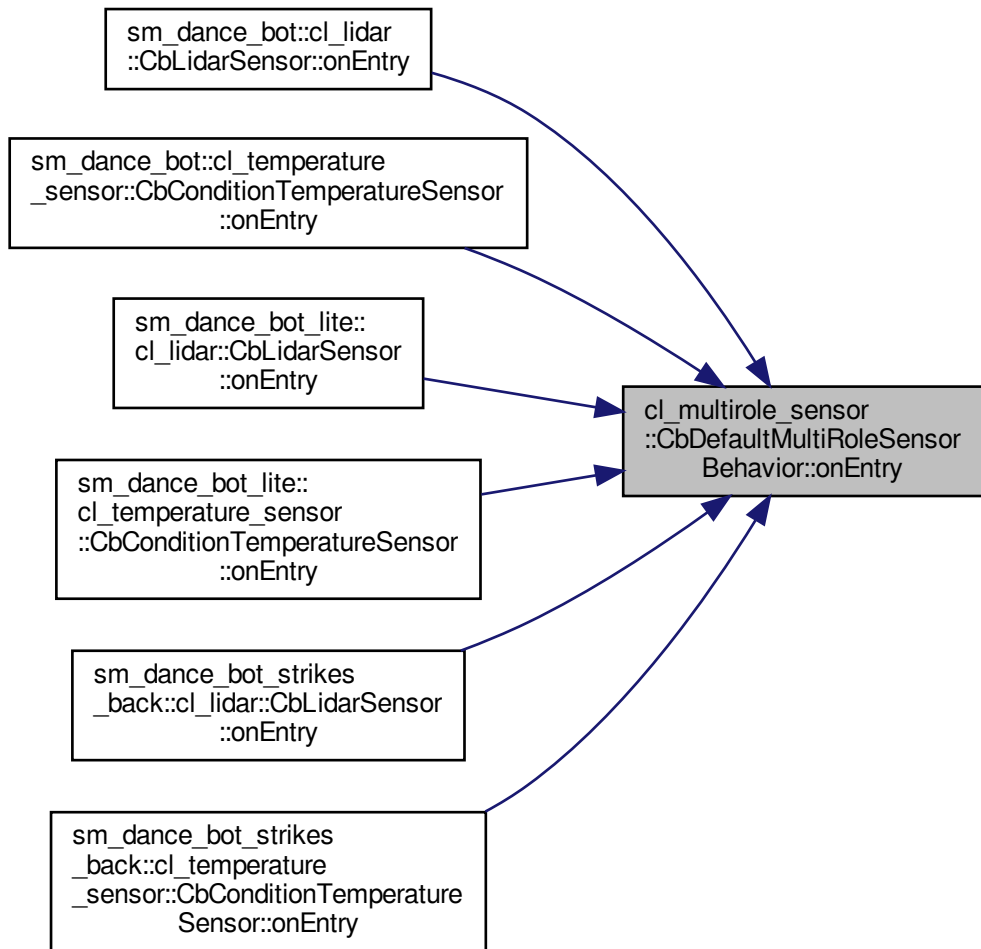 sm_dance_bot::cl_lidar
::CbLidarSensor::onEntry
sm_dance_bot::cl_temperature
_sensor::CbConditionTemperatureSensor
::onEntry
sm_dance_bot_lite::
cl_lidar::CbLidarSensor
::onEntry
sm_dance_bot_lite::
cl_temperature_sensor
::CbConditionTemperatureSensor
::onEntry
sm_dance_bot_strikes
_back::cl_lidar::CbLidarSensor
::onEntry
sm_dance_bot_strikes
_back::cl_temperature
_sensor::CbConditionTemperature
Sensor::onEntry
cl_multirole_sensor
::CbDefaultMultiRoleSensor
Behavior::onEntry